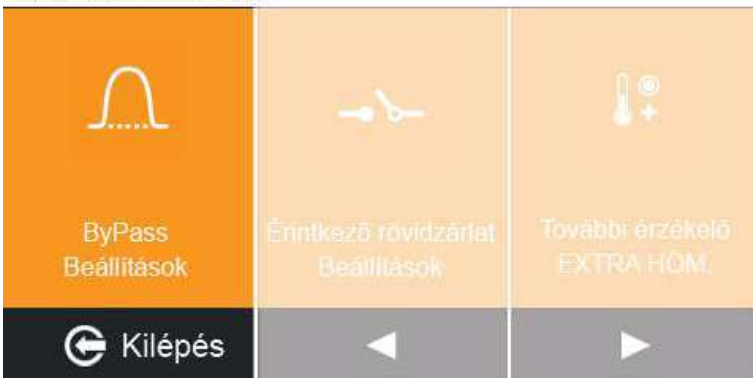 ByPass
Beállítások
Érintkező rövidzárlat
Beállítások
További érzékelő
EXTRA HŐM.
Kilépés